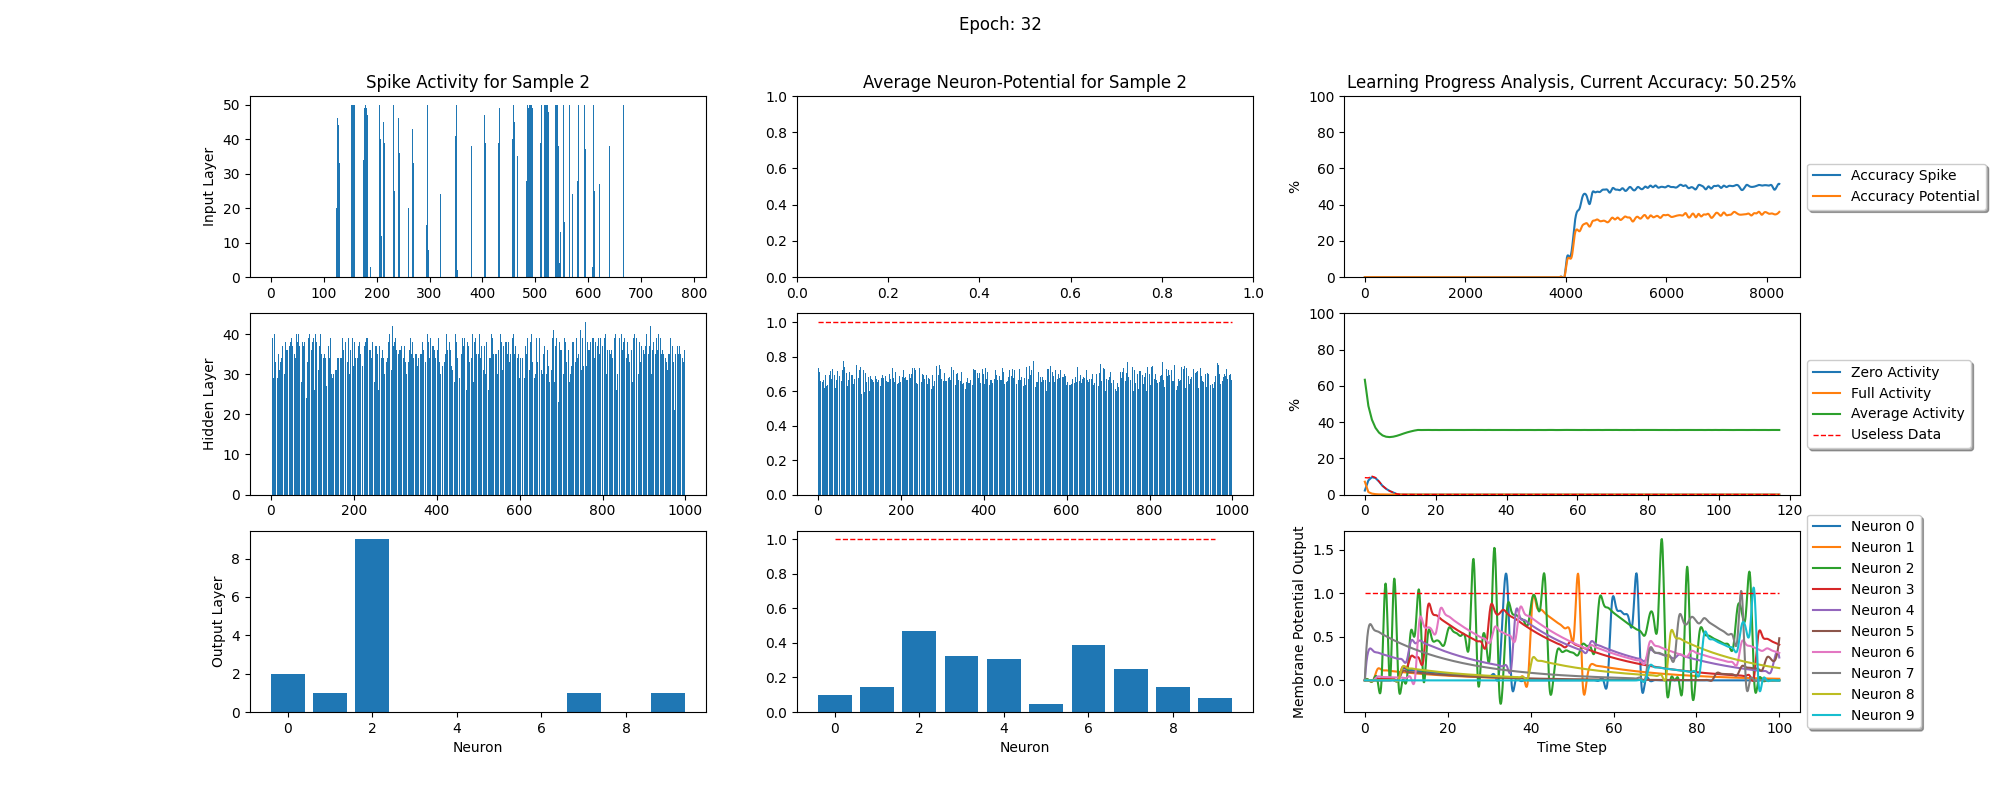 Epoch: 32
Spike Activity for Sample 2
Average Neuron-Potential for Sample 2
Learning Progress Analysis, Current Accuracy: 50.25%
Input Layer
50
40
30
20
10
0
0 100 200 300 400 500 600 700 800
1.0
0.8
0.6
0.4
0.2
0.0
0.0 0.2 0.4 0.6 0.8 1.0
%
100
80
60
40
20
0
0 2000 4000 6000 8000
Accuracy Spike
Accuracy Potential
Hidden Layer
40
30
20
10
0
0 200 400 600 800 1000
1.0
0.8
0.6
0.4
0.2
0.0
0 200 400 600 800 1000
%
100
80
60
40
20
0
0 20 40 60 80 100 120
Zero Activity
Full Activity
Average Activity
Useless Data
Output Layer
8
6
4
2
0
0 2 4 6 8
Neuron
1.0
0.8
0.6
0.4
0.2
0.0
0 2 4 6 8
Neuron
Membrane Potential Output
1.5
1.0
0.5
0.0
0 20 40 60 80 100
Time Step
Neuron 0
Neuron 1
Neuron 2
Neuron 3
Neuron 4
Neuron 5
Neuron 6
Neuron 7
Neuron 8
Neuron 9